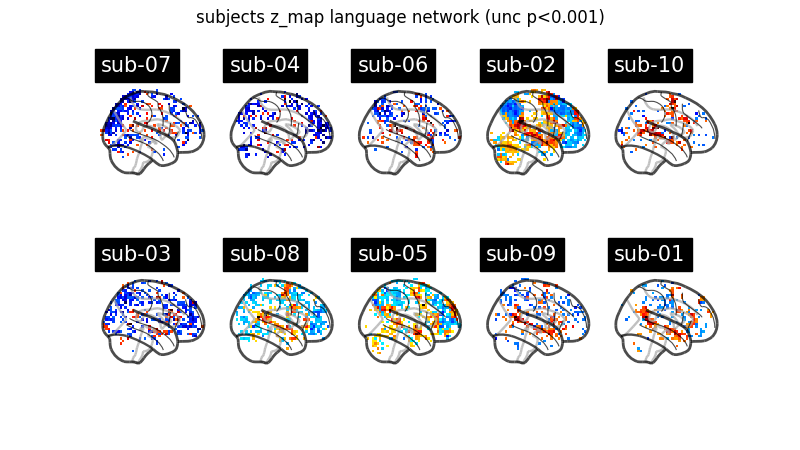 subjects z_map language network (unc p<0.001)
sub-07 sub-04 sub-06 sub-02 sub-10
sub-03 sub-08 sub-05 sub-09 sub-01